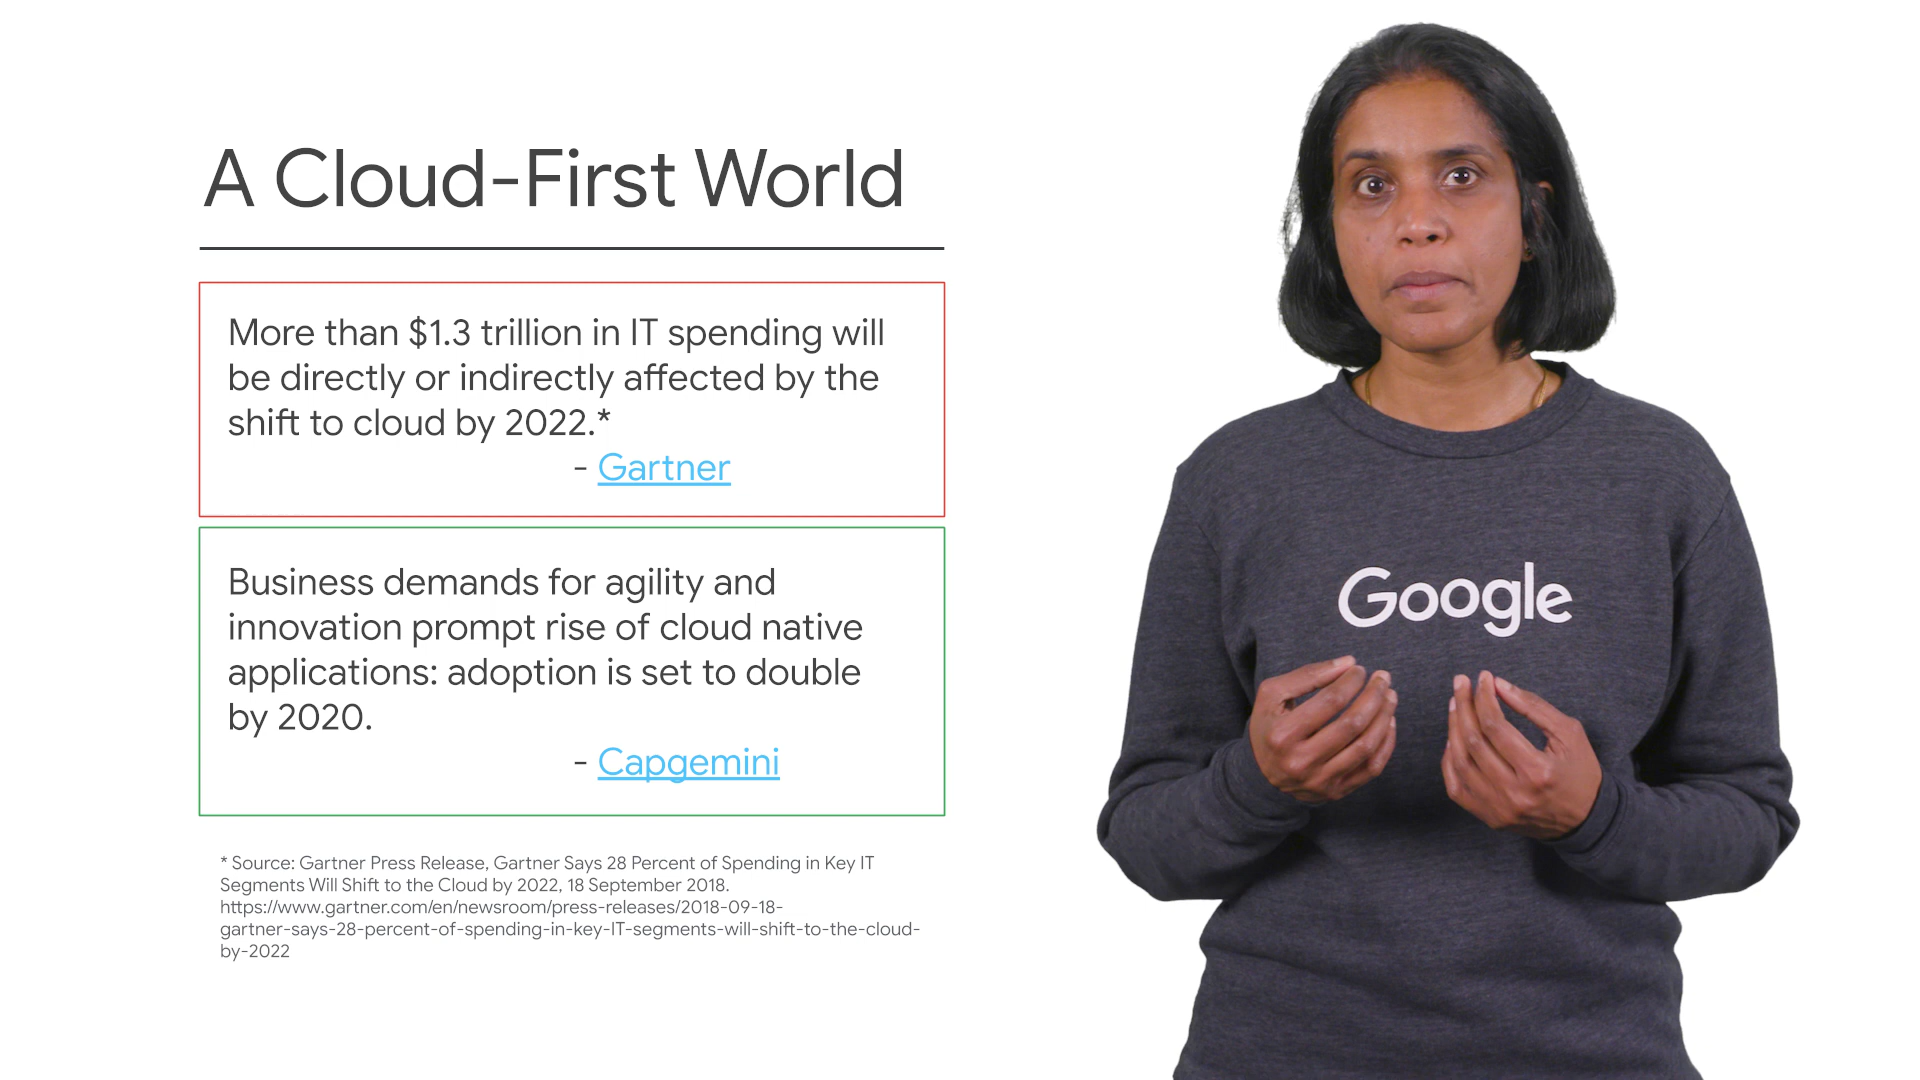 A Cloud-First World
More than $1.3 trillion in IT spending will
be directly or indirectly affected by the
shift to cloud by 2022.*
- Gartner
Business demands for agility and
innovation prompt rise of cloud native
applications: adoption is set to double
by 2020.
- Capgemini
* Source: Gartner Press Release, Gartner Says 28 Percent of Spending in Key IT
Segments Will Shift to the Cloud by 2022, 18 September 2018.
https://www.gartner.com/en/newsroom/press-releases/2018-09-18-
gartner-says-28-percent-of-spending-in-key-IT-segments-will-shift-to-the-cloud-
by-2022
Google